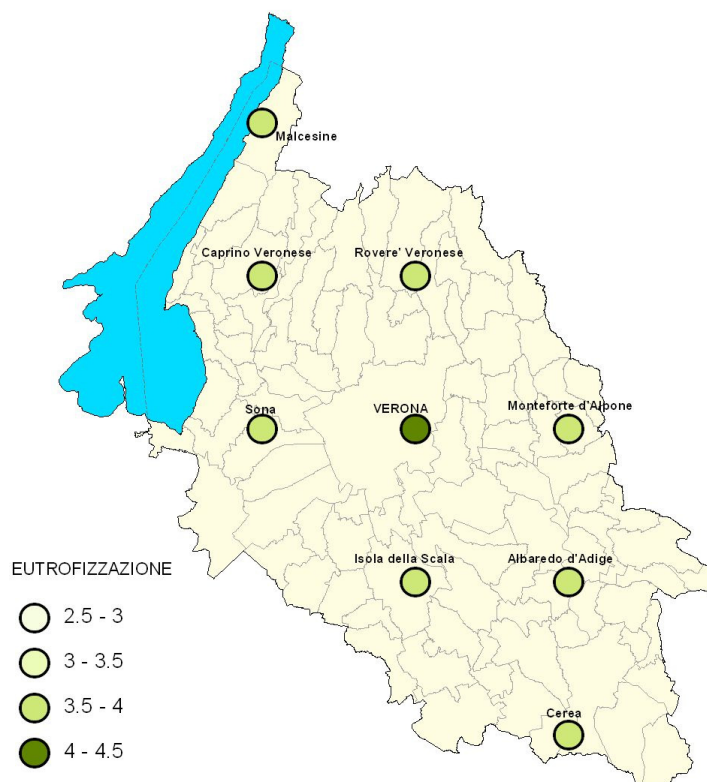 Malcesine
Caprino Veronese
Rovere' Veronese
Sona
VERONA
Monteforte d'Alpone
Isola della Scala
Albaredo d'Adige
Cerea
EUTROFIZZAZIONE
2.5 - 3
3 - 3.5
3.5 - 4
4 - 4.5